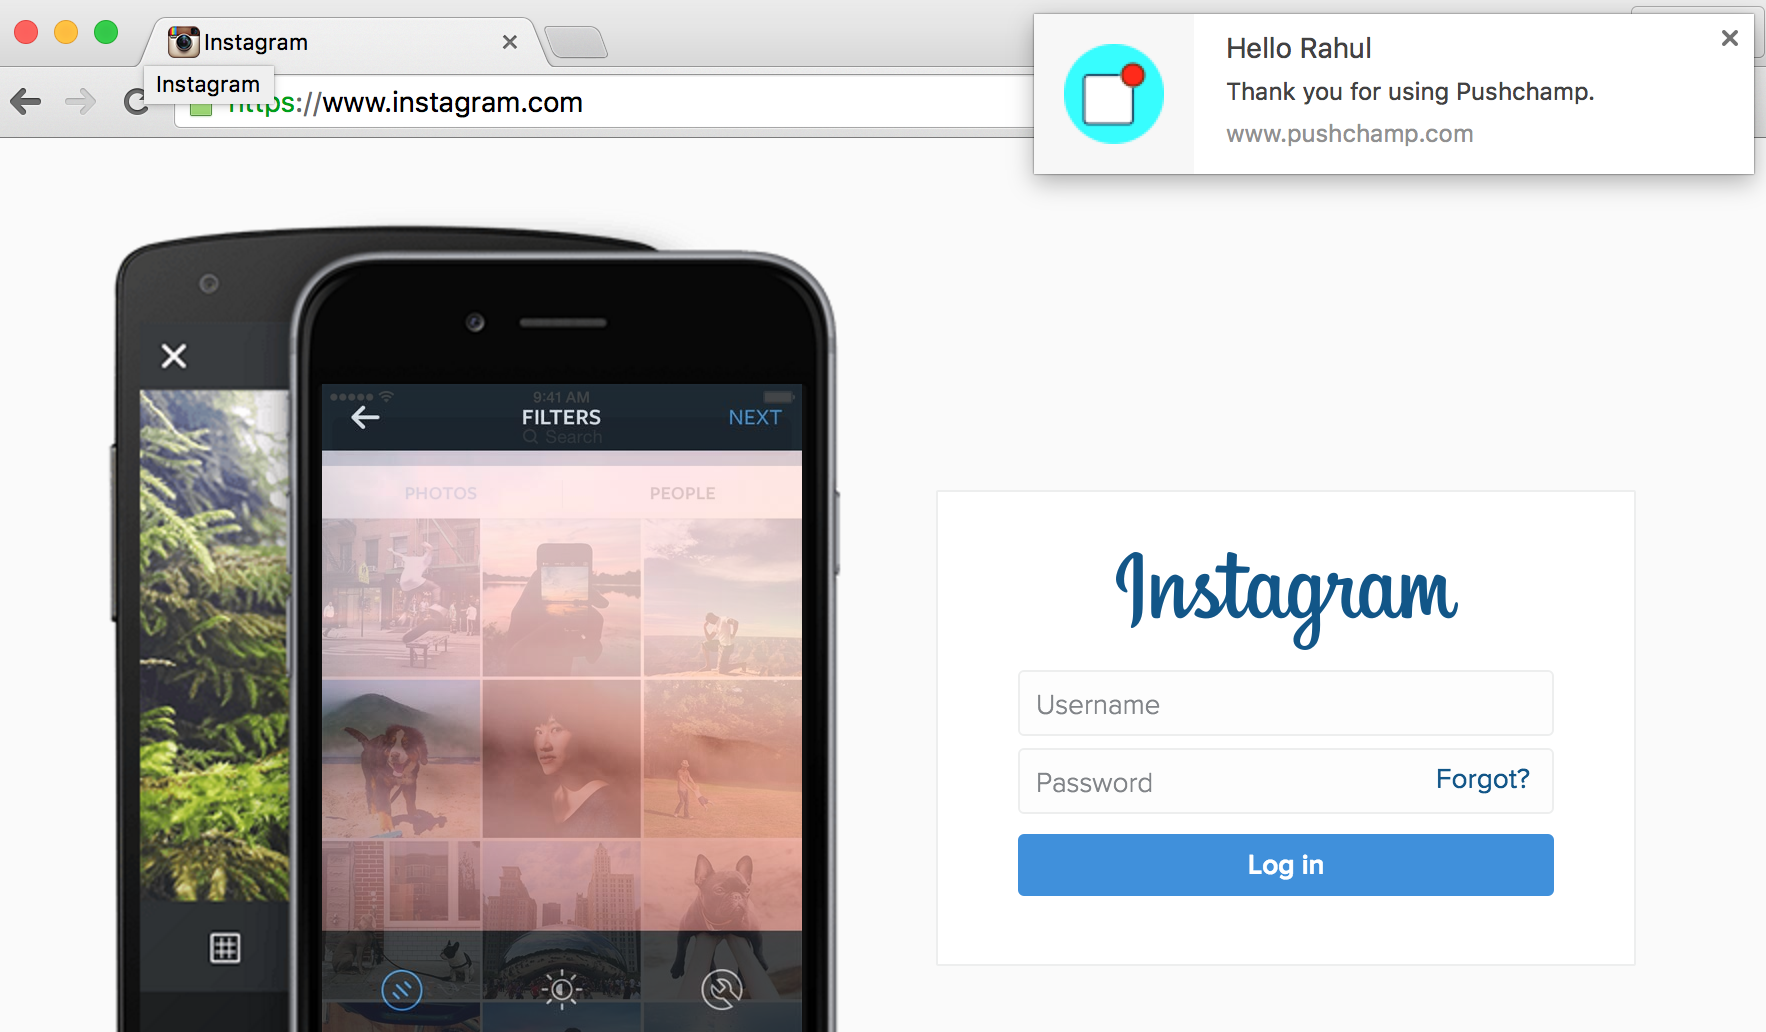 Instagram
Instagram
https://www.instagram.com
Hello Rahul
Thank you for using Pushchamp.
www.pushchamp.com
9:41 AM
FILTERS
NEXT
Search
PHOTOS
PEOPLE
Instagram
Username
Password
Forgot?
Log in